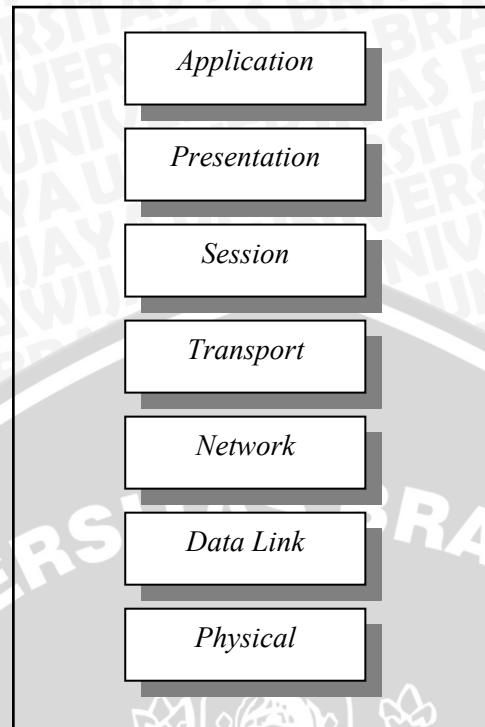 Application
Presentation
Session
Transport
Network
Data Link
Physical